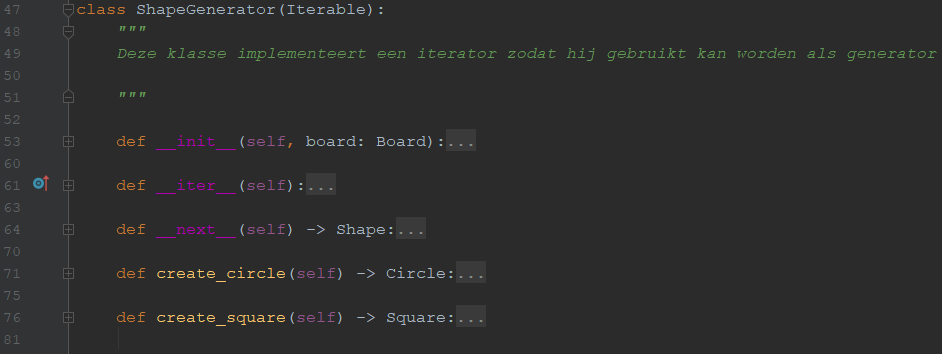 47 class ShapeGenerator(Iterable):
48 """
49 Deze klasse implementeert een iterator zodat hij gebruikt kan worden als generator
50
51 """
52
53 def __init__(self, board: Board):...
60
61 def __iter__(self):...
63
64 def __next__(self) -> Shape:...
70
71 def create_circle(self) -> Circle:...
75
76 def create_square(self) -> Square:...
81